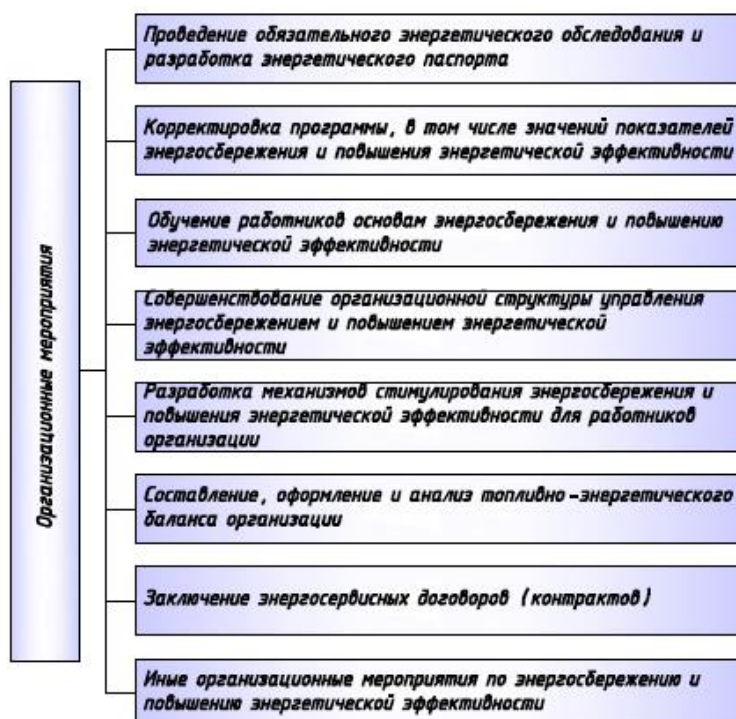 Организационные мероприятия
Проведение обязательного энергетического обследования и
разработка энергетического паспорта
Корректировка программы, в том числе значений показателей
энергосбережения и повышения энергетической эффективности
Обучение работников основам энергосбережения и повышению
энергетической эффективности
Совершенствование организационной структуры управления
энергосбережением и повышением энергетической
эффективности
Разработка механизмов стимулирования энергосбережения и
повышения энергетической эффективности для работников
организации
Составление, оформление и анализ топливно-энергетического
баланса организации
Заключение энергосервисных договоров (контрактов)
Иные организационные мероприятия по энергосбережению и
повышению энергетической эффективности